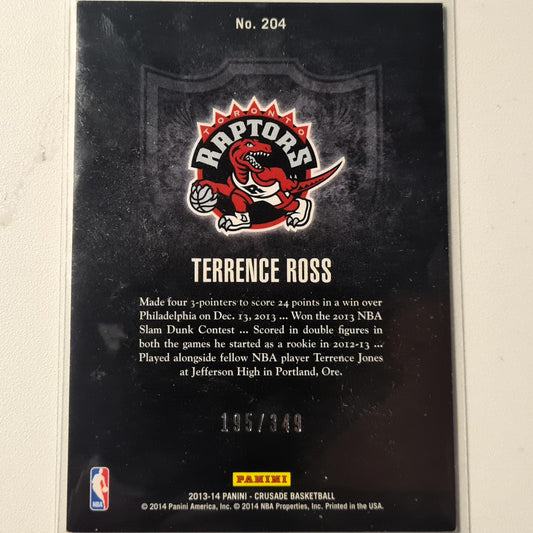 No. 204
TORONTO
RAPTORS
TERRENCE ROSS
Made four 3-pointers to score 24 points in a win over
Philadelphia on Dec. 13, 2013 ... Won the 2013 NBA
Slam Dunk Contest ... Scored in double figures in
both the games he started as a rookie in 2012-13 ...
Played alongside fellow NBA player Terrence Jones
at Jefferson High in Portland, Ore.
195/349
PANINI
NBA
2013-14 PANINI - CRUSADE BASKETBALL
© 2014 Panini America, Inc. © 2014 NBA Properties, Inc. Printed in the USA.